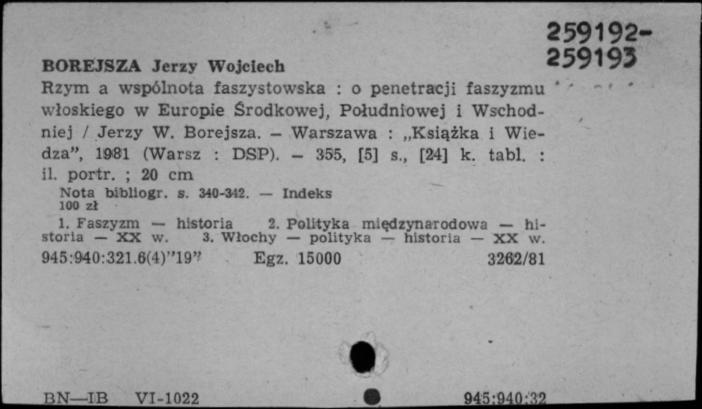 259192-
259193
BOREJSZA Jerzy Wojciech
Rzym a wspólnota faszystowska : o penetracji faszyzmu
włoskiego w Europie Środkowej, Południowej i Wschod-
niej / Jerzy W. Borejsza. — Warszawa : „Książka i Wie-
dza”, 1981 (Warsz : DSP). — 355, [5] s., [24] k. tabl. :
il. portr. ; 20 cm
Nota bibliogr. s. 340-342. — Indeks
100 zł
1. Faszyzm — historia 2. Polityka międzynarodowa — hi-
storia — XX w. 3. Włochy — polityka — historia — XX w.
945:940:321.6(4)”19” Egz. 15000 3262/81
BN—IB VI-1022 945:940:32